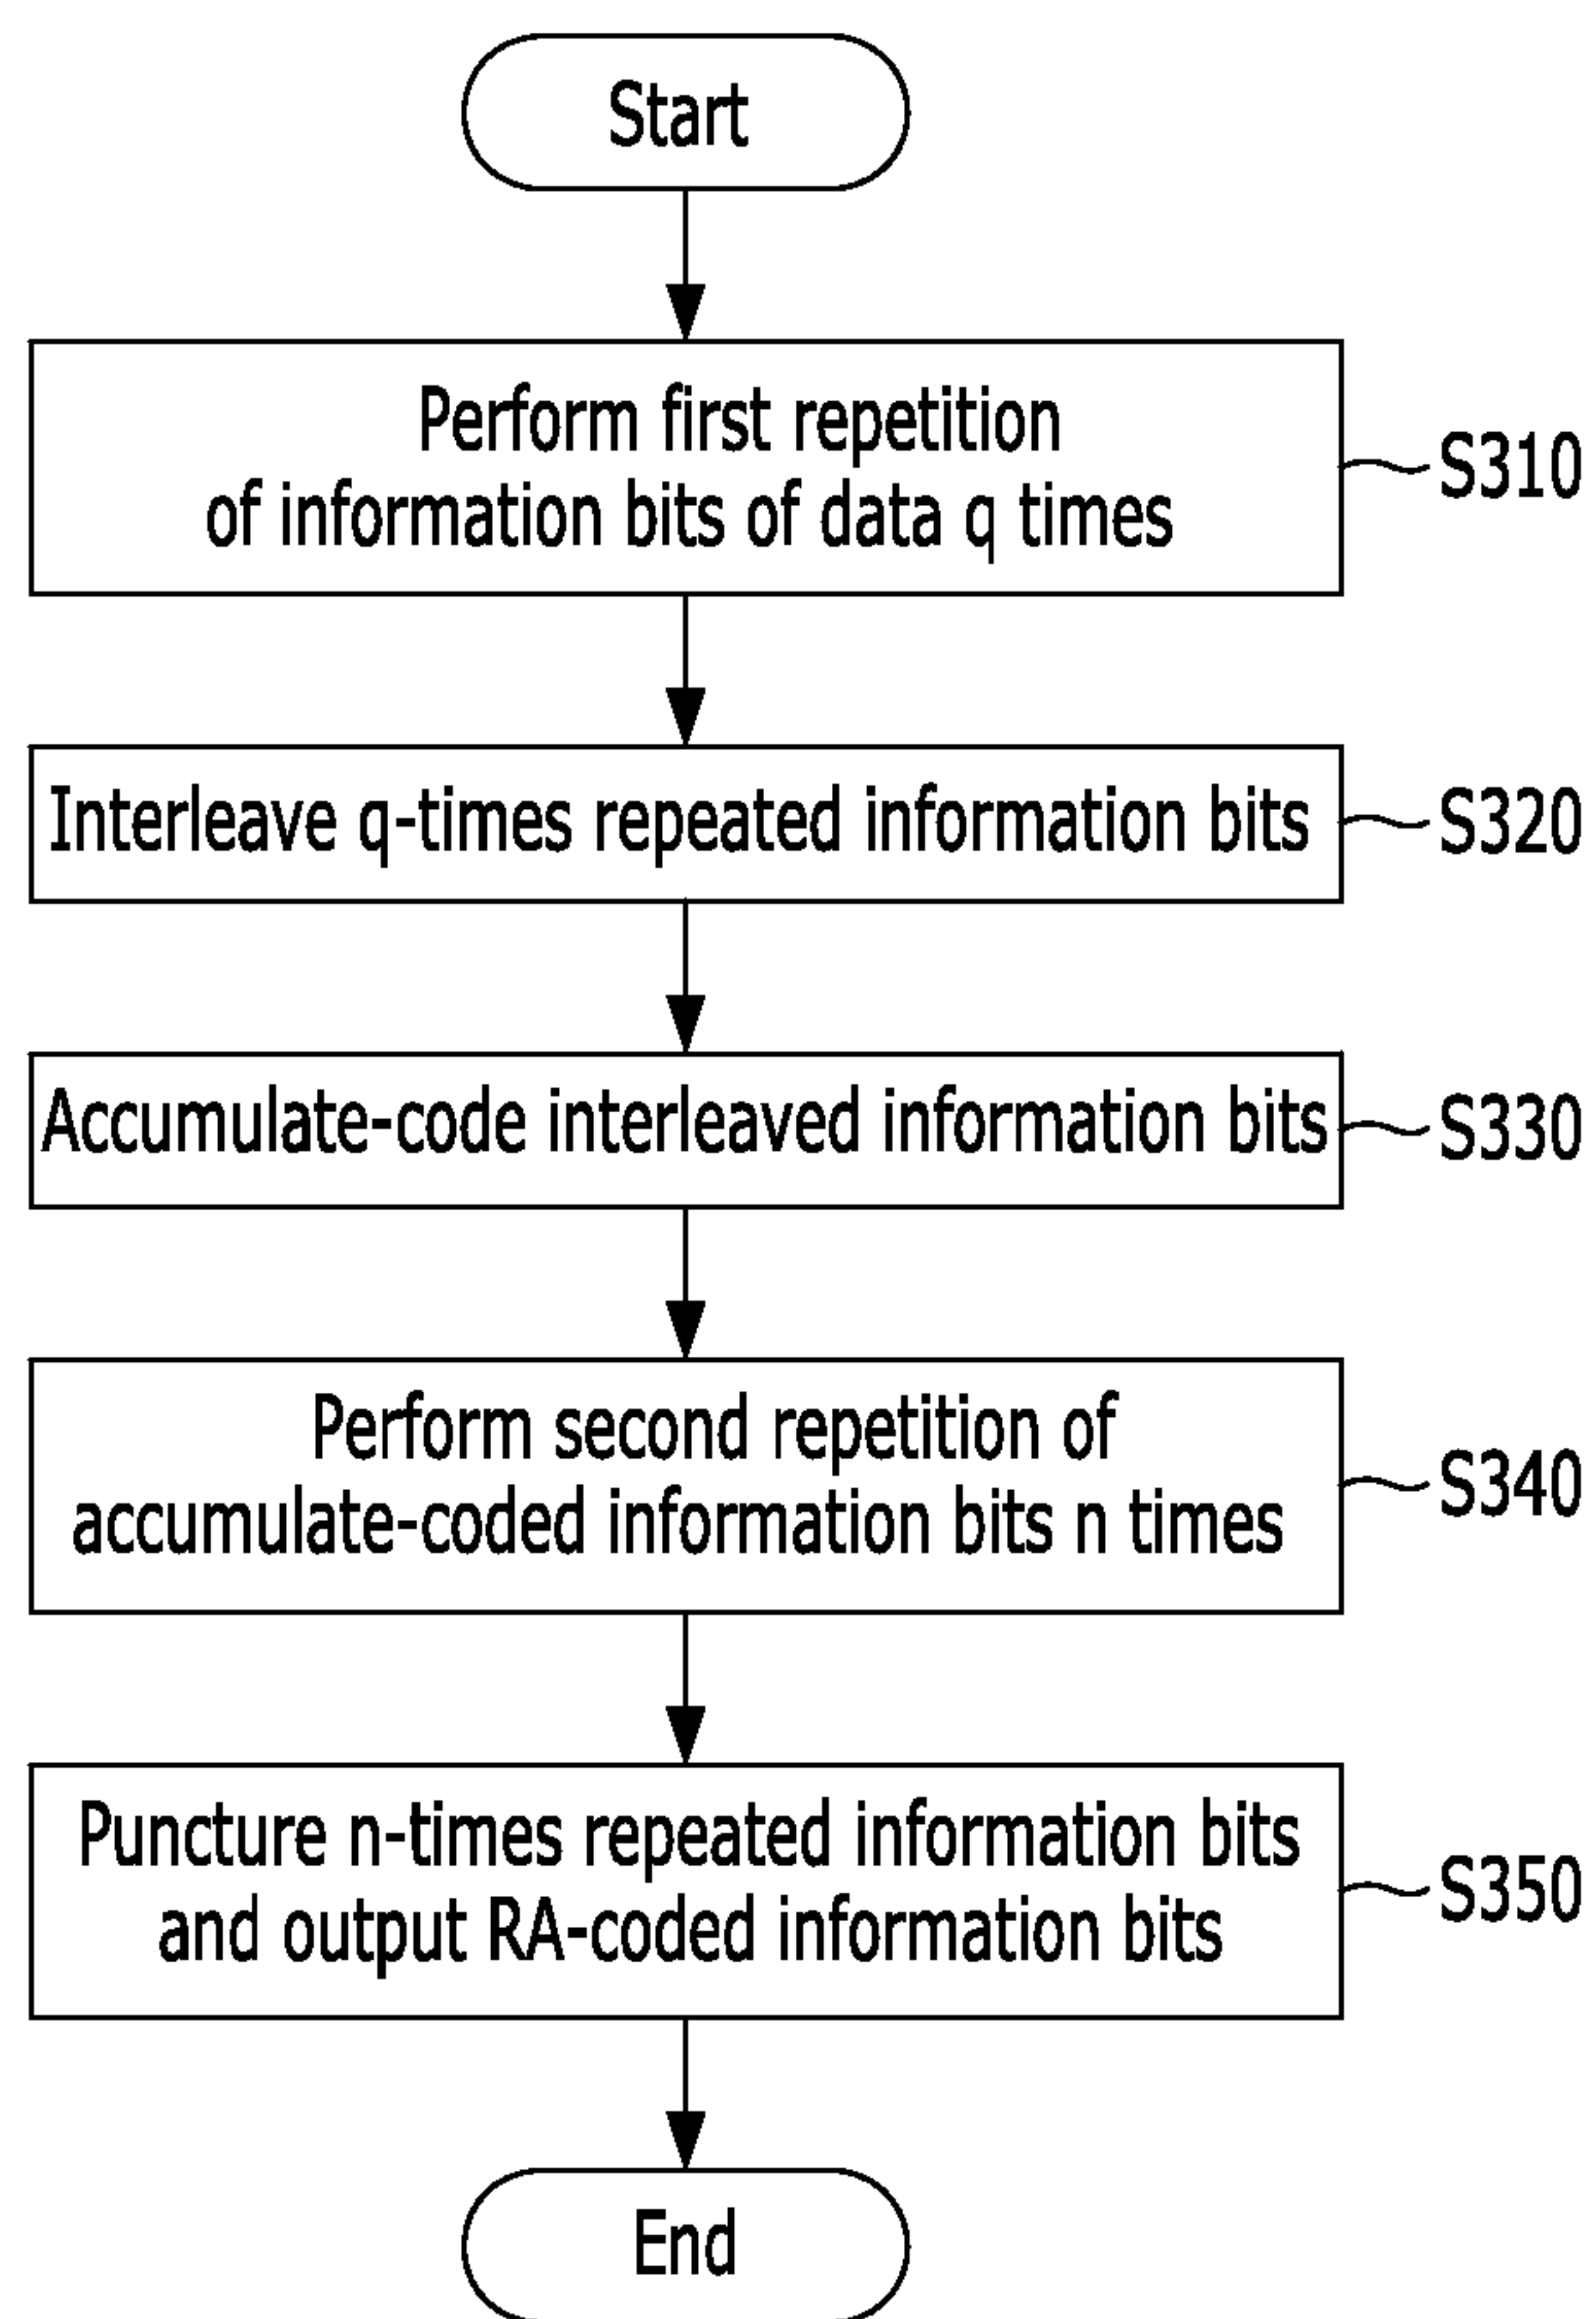 Start
Perform first repetition
of information bits of data q times
S310
Interleave q-times repeated information bits
S320
Accumulate-code interleaved information bits
S330
Perform second repetition of
accumulate-coded information bits n times
S340
Puncture n-times repeated information bits
and output RA-coded information bits
S350
End